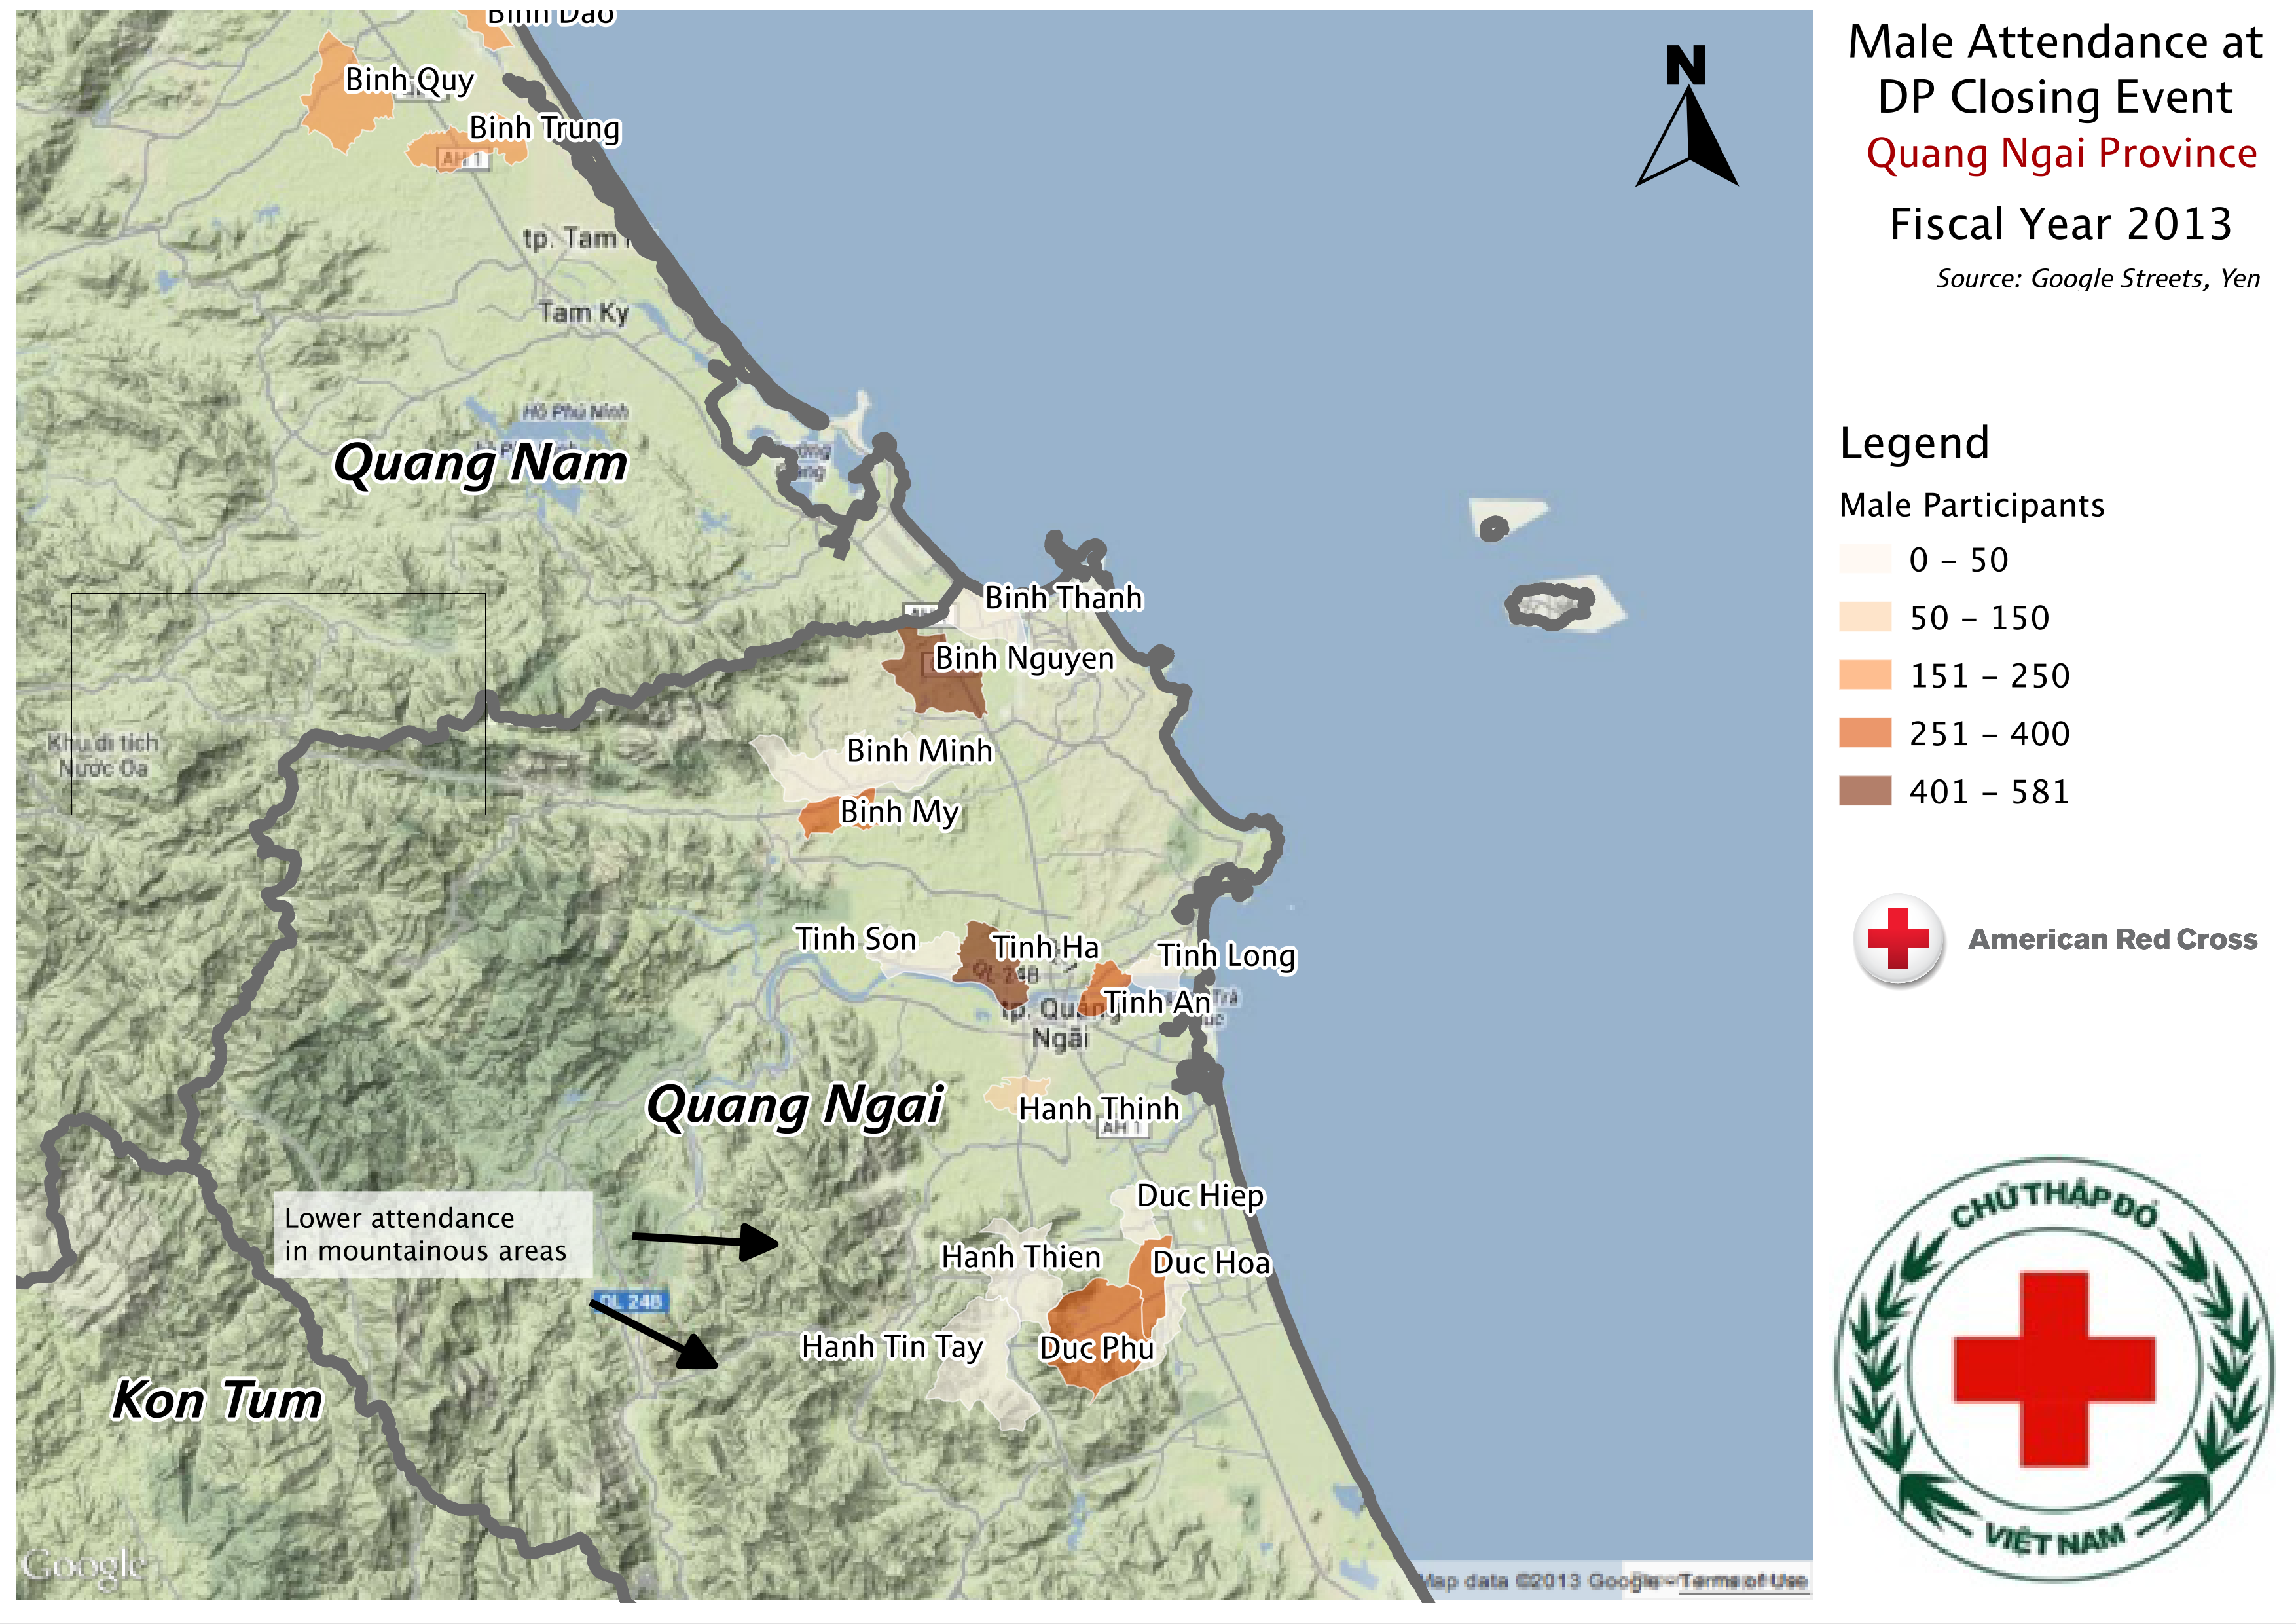 Male Attendance at
DP Closing Event
Quang Ngai Province
Fiscal Year 2013
Source: Google Streets, Yen
Legend
Male Participants
0 – 50
50 – 150
151 – 250
251 – 400
401 – 581
American Red Cross
CHỮ THẬP ĐỎ
VIỆT NAM
N
Binh Dao
Binh Quy
Binh Trung
AH 1
tp. Tam
Tam Ky
Hồ Phú Ninh
Quang Nam
Binh Thanh
Binh Nguyen
Khu di tích
Nước Oa
Binh Minh
Binh My
Tinh Son
Tinh Ha
Tinh Long
QL 24B
Tinh An
tp. Quảng
Ngãi
Quang Ngai
Hanh Thinh
AH 1
Duc Hiep
Lower attendance
in mountainous areas
Hanh Thien
Duc Hoa
QL 24B
Hanh Tin Tay
Duc Phu
Kon Tum
Google
Map data ©2013 Google - Terms of Use